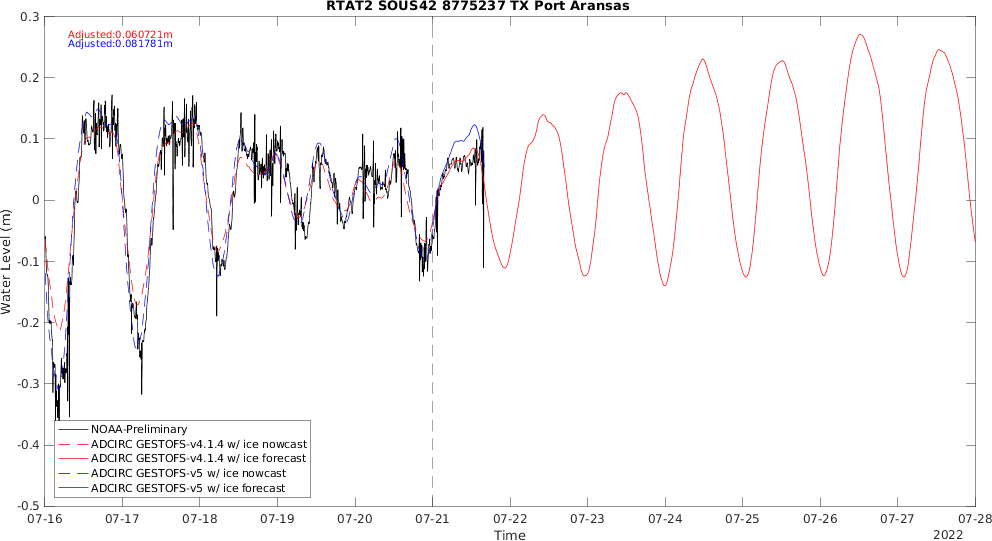 RTAT2 SOUS42 8775237 TX Port Aransas
0.3
Adjusted:0.060721m
Adjusted:0.081781m
0.2
0.1
0
-0.1
-0.2
-0.3
-0.4
-0.5
Water Level (m)
NOAA-Preliminary
ADCIRC GESTOFS-v4.1.4 w/ ice nowcast
ADCIRC GESTOFS-v4.1.4 w/ ice forecast
ADCIRC GESTOFS-v5 w/ ice nowcast
ADCIRC GESTOFS-v5 w/ ice forecast
07-16 07-17 07-18 07-19 07-20 07-21 07-22 07-23 07-24 07-25 07-26 07-27 07-28
Time
2022